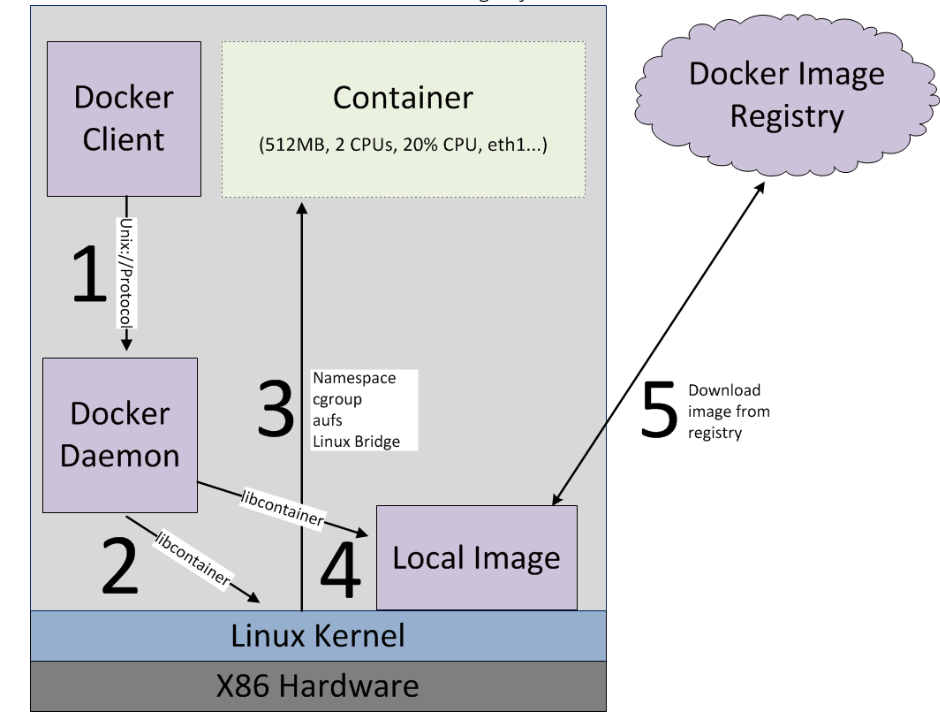 Docker
Client
Container
(512MB, 2 CPUs, 20% CPU, eth1...)
Docker Image
Registry
1
Unix://Protocol
Docker
Daemon
3
Namespace
cgroup
aufs
Linux Bridge
5
Download
image from
registry
libcontainer
2
libcontainer
4
Local Image
Linux Kernel
X86 Hardware